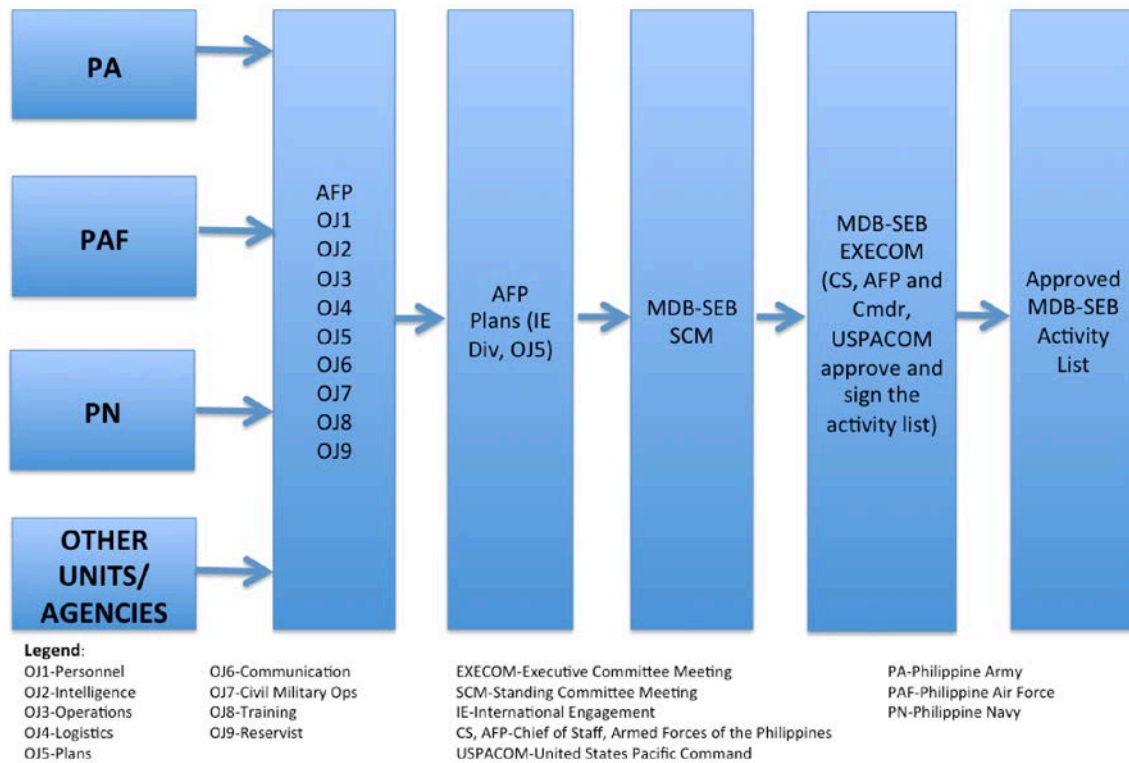 PA
PAF
PN
OTHER
UNITS/
AGENCIES
AFP
OJ1
OJ2
OJ3
OJ4
OJ5
OJ6
OJ7
OJ8
OJ9
AFP
Plans (IE
Div, OJ5)
MDB-SEB
SCM
MDB-SEB
EXECOM
(CS, AFP and
Cmdr,
USPACOM
approve and
sign the
activity list)
Approved
MDB-SEB
Activity
List
Legend:
OJ1-Personnel
OJ2-Intelligence
OJ3-Operations
OJ4-Logistics
OJ5-Plans
OJ6-Communication
OJ7-Civil Military Ops
OJ8-Training
OJ9-Reservist
EXECOM-Executive Committee Meeting
SCM-Standing Committee Meeting
IE-International Engagement
CS, AFP-Chief of Staff, Armed Forces of the Philippines
USPACOM-United States Pacific Command
PA-Philippine Army
PAF-Philippine Air Force
PN-Philippine Navy